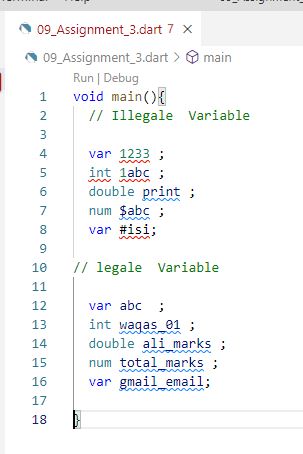 09_Assignment_3.dart 7 ×
09_Assignment_3.dart > main
Run | Debug
1 void main(){
2 // Illegale Variable
3
4 var 1233 ;
5 int 1abc ;
6 double print ;
7 num $abc ;
8 var #isi;
9
10 // legale Variable
11
12 var abc ;
13 int waqas_01 ;
14 double ali_marks ;
15 num total_marks ;
16 var gmail_email;
17
18 }